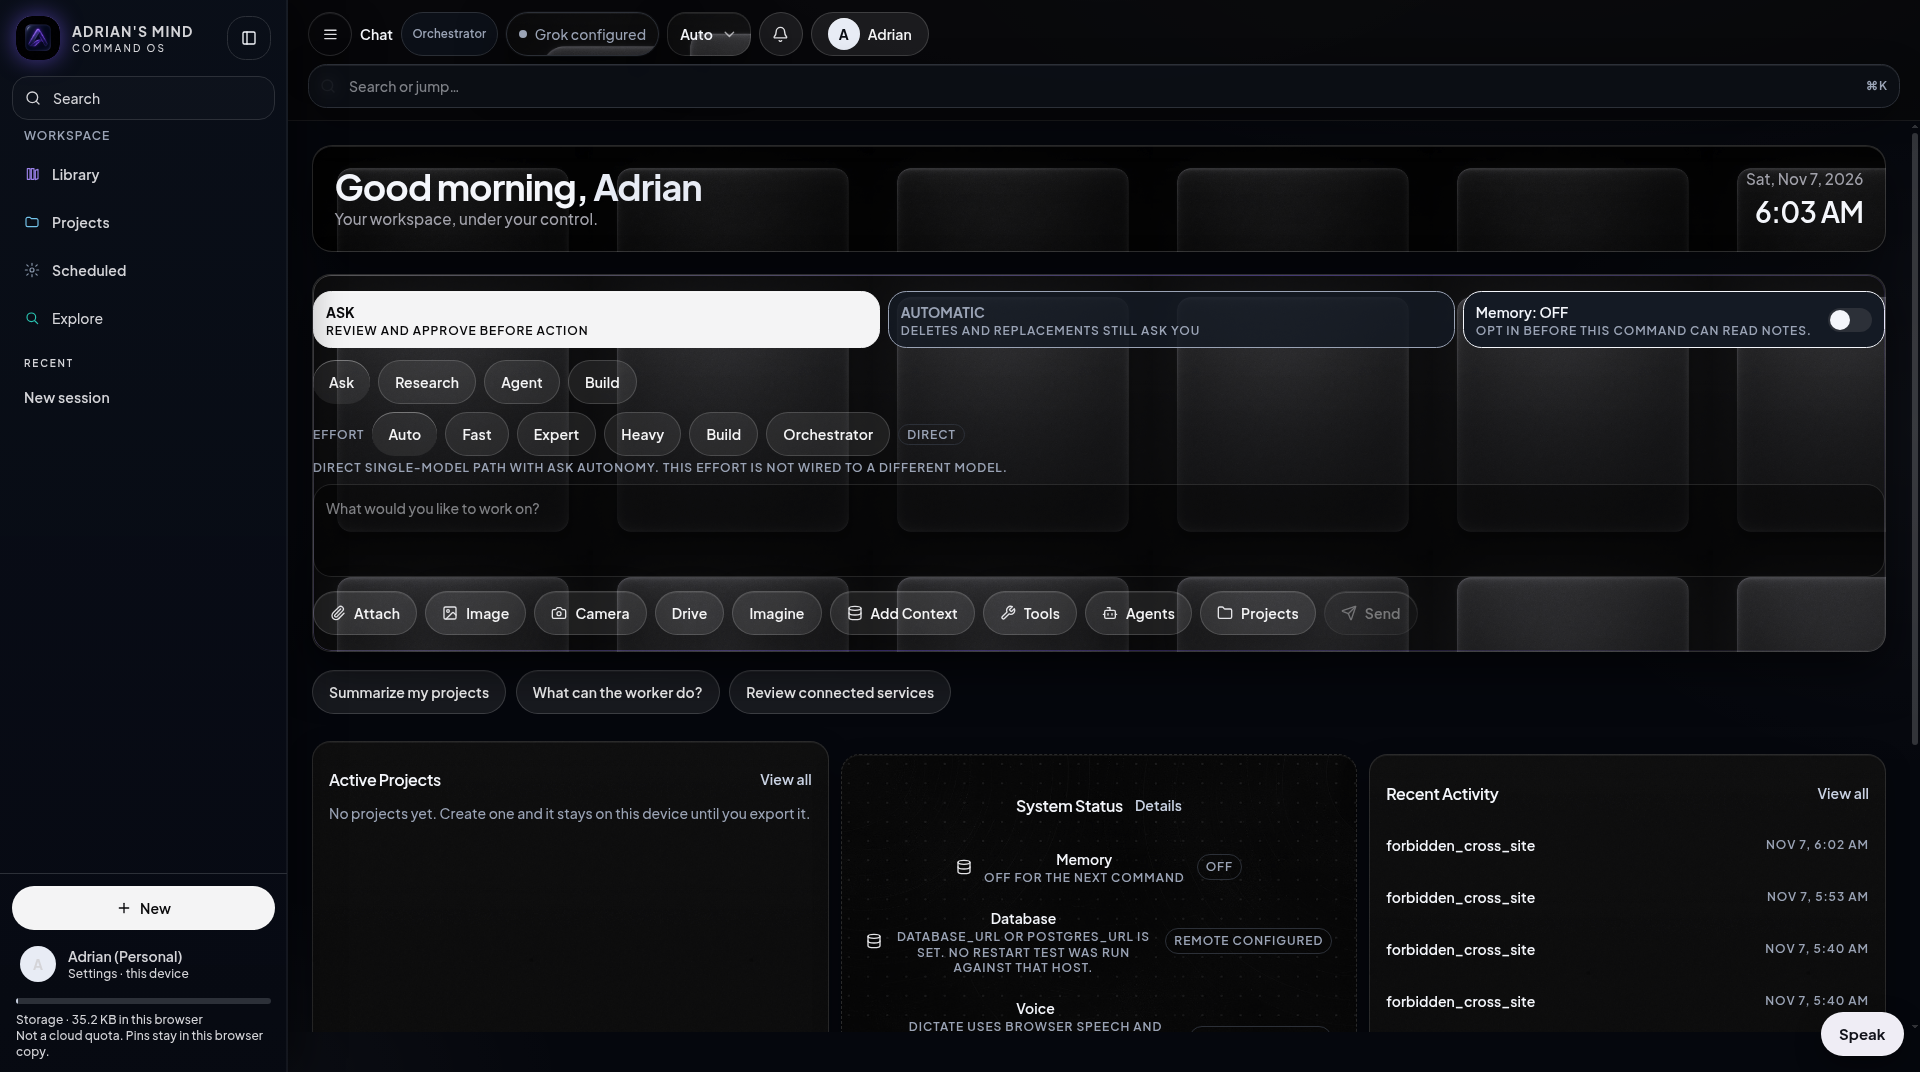 ADRIAN'S MIND
COMMAND OS
Search
WORKSPACE
Library
Projects
Scheduled
Explore
RECENT
New session
New
A
Adrian (Personal)
Settings · this device
Storage · 35.2 KB in this browser
Not a cloud quota. Pins stay in this browser
copy.
Chat
Orchestrator
Grok configured
Auto
A
Adrian
Search or jump...
⌘K
Good morning, Adrian
Your workspace, under your control.
Sat, Nov 7, 2026
6:03 AM
ASK
REVIEW AND APPROVE BEFORE ACTION
AUTOMATIC
DELETES AND REPLACEMENTS STILL ASK YOU
Memory: OFF
OPT IN BEFORE THIS COMMAND CAN READ NOTES.
Ask
Research
Agent
Build
EFFORT
Auto
Fast
Expert
Heavy
Build
Orchestrator
DIRECT
DIRECT SINGLE-MODEL PATH WITH ASK AUTONOMY. THIS EFFORT IS NOT WIRED TO A DIFFERENT MODEL.
What would you like to work on?
Attach
Image
Camera
Drive
Imagine
Add Context
Tools
Agents
Projects
Send
Summarize my projects
What can the worker do?
Review connected services
Active Projects
View all
No projects yet. Create one and it stays on this device until you export it.
System Status
Details
Memory
OFF FOR THE NEXT COMMAND
OFF
Database
DATABASE_URL OR POSTGRES_URL IS
SET. NO RESTART TEST WAS RUN
AGAINST THAT HOST.
REMOTE CONFIGURED
Voice
DICTATE USES BROWSER SPEECH AND
Recent Activity
View all
forbidden_cross_site
NOV 7, 6:02 AM
forbidden_cross_site
NOV 7, 5:53 AM
forbidden_cross_site
NOV 7, 5:40 AM
forbidden_cross_site
NOV 7, 5:40 AM
Speak